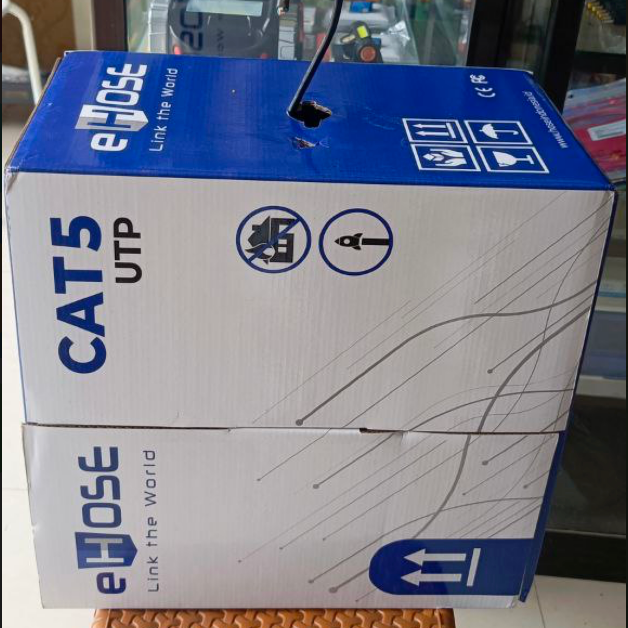 eHOSE
Link the World
CE FC
CAT5
UTP
eHOSE
Link the World